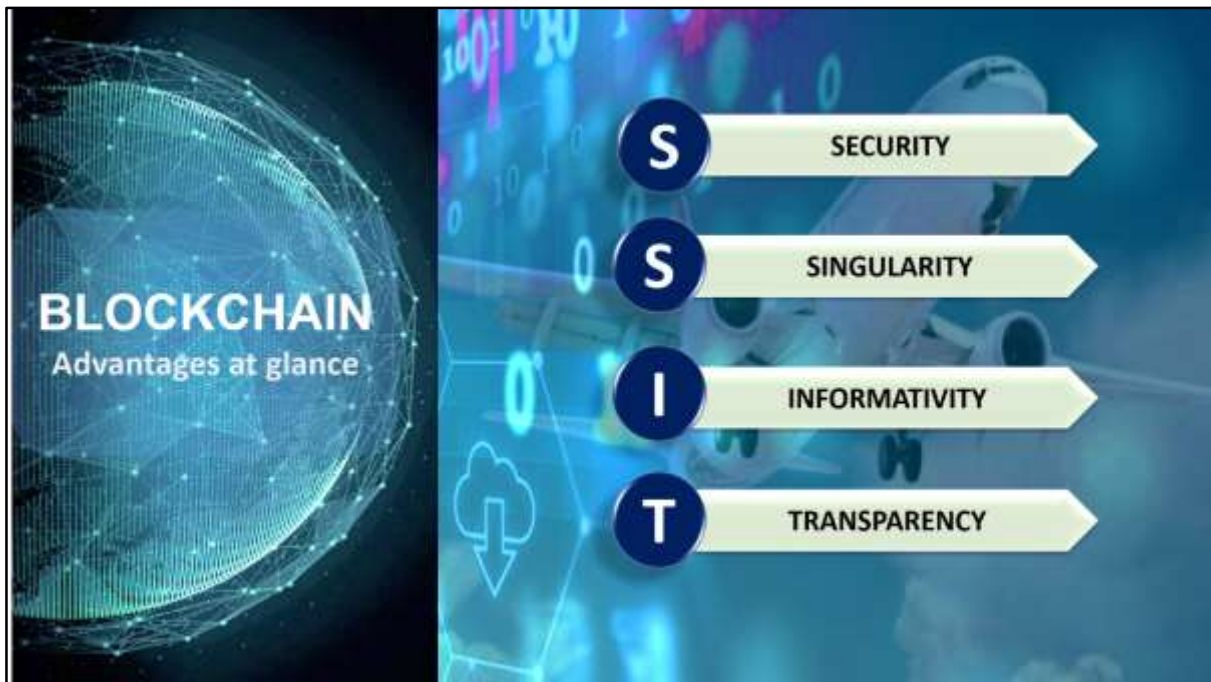 BLOCKCHAIN
Advantages at glance
S SECURITY
S SINGULARITY
I INFORMATIVITY
T TRANSPARENCY